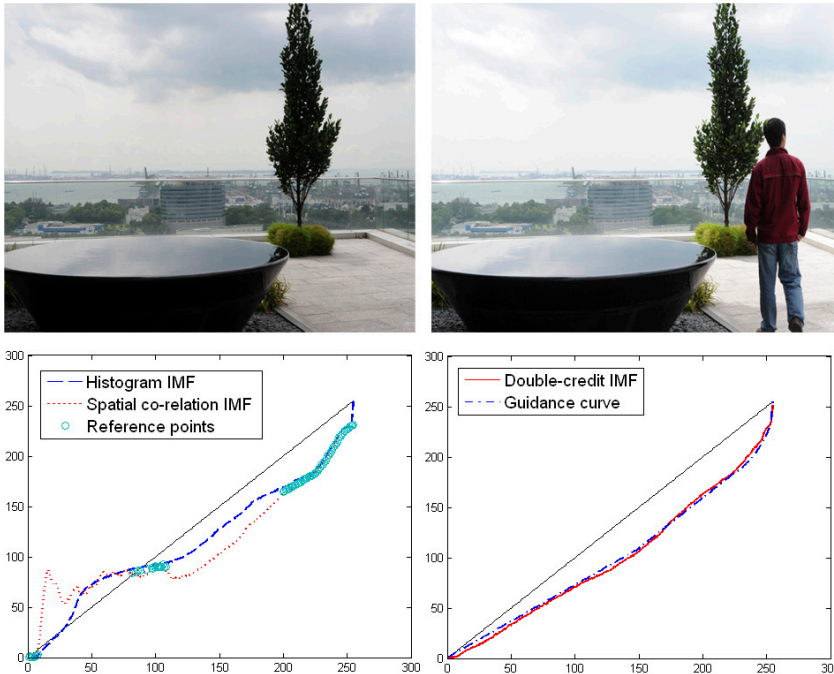 300
250
200
150
100
50
0
Histogram IMF
Spatial co-relation IMF
Reference points
0 50 100 150 200 250 300
300
250
200
150
100
50
0
Double-credit IMF
Guidance curve
0 50 100 150 200 250 30